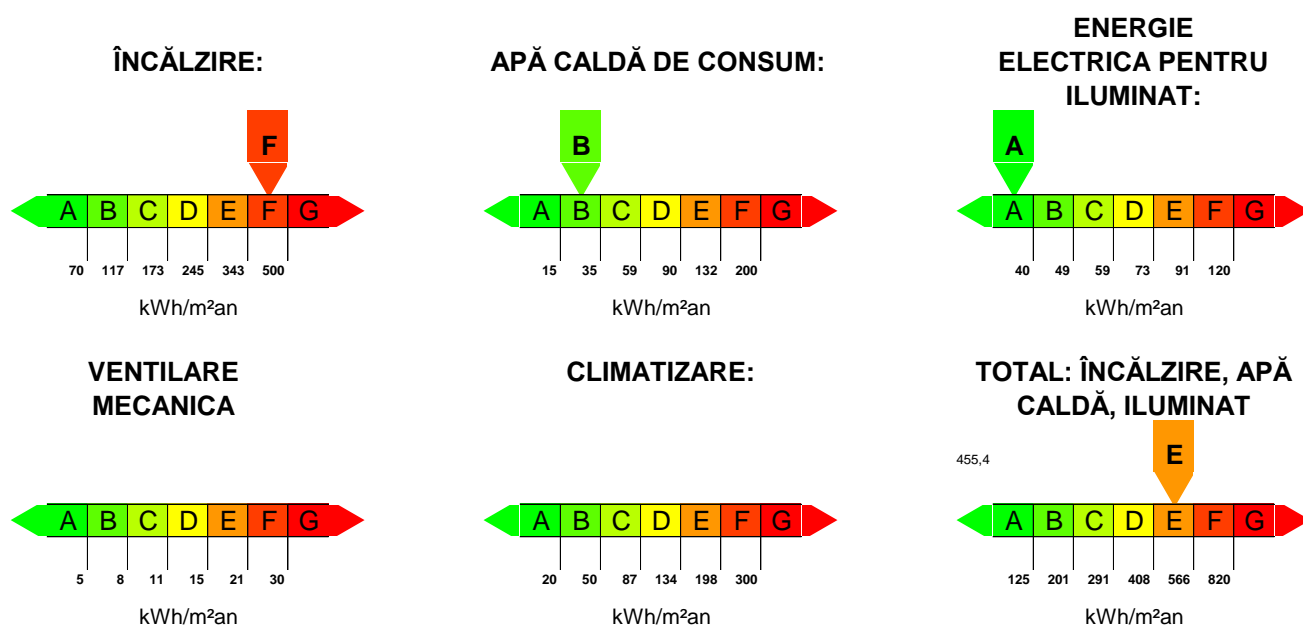 ÎNCĂLZIRE:
F
A B C D E F G
70 117 173 245 343 500
kWh/m²an
APĂ CALDĂ DE CONSUM:
B
A B C D E F G
15 35 59 90 132 200
kWh/m²an
ENERGIE
ELECTRICA PENTRU
ILUMINAT:
A
A B C D E F G
40 49 59 73 91 120
kWh/m²an
VENTILARE
MECANICA
A B C D E F G
5 8 11 15 21 30
kWh/m²an
CLIMATIZARE:
A B C D E F G
20 50 87 134 198 300
kWh/m²an
TOTAL: ÎNCĂLZIRE, APĂ
CALDĂ, ILUMINAT
455,4
E
A B C D E F G
125 201 291 408 566 820
kWh/m²an